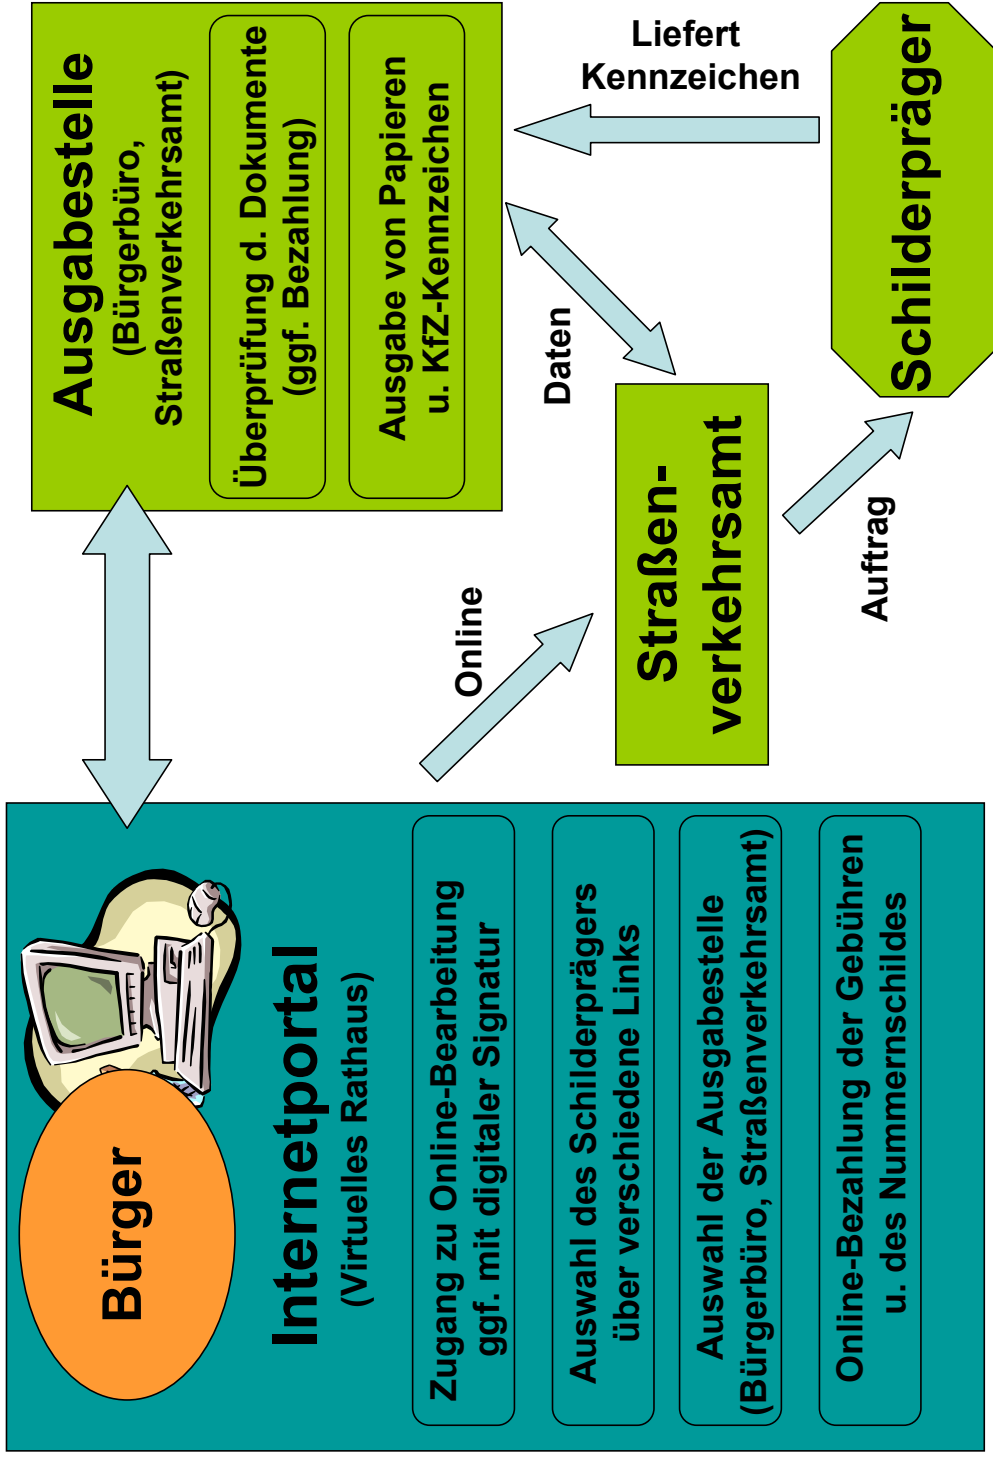 Bürger
Internetportal
(Virtuelles Rathaus)
Zugang zu Online-Bearbeitung
ggf. mit digitaler Signatur
Auswahl des Schilderprägers
über verschiedene Links
Auswahl der Ausgabestelle
(Bürgerbüro, Straßenverkehrsamt)
Online-Bezahlung der Gebühren
u. des Nummernschildes
Online
Straßen-
verkehrsamt
Auftrag
Daten
Ausgabestelle
(Bürgerbüro,
Straßenverkehrsamt)
Überprüfung d. Dokumente
(ggf. Bezahlung)
Ausgabe von Papieren
u. KfZ-Kennzeichen
Liefert
Kennzeichen
Schilderpräger